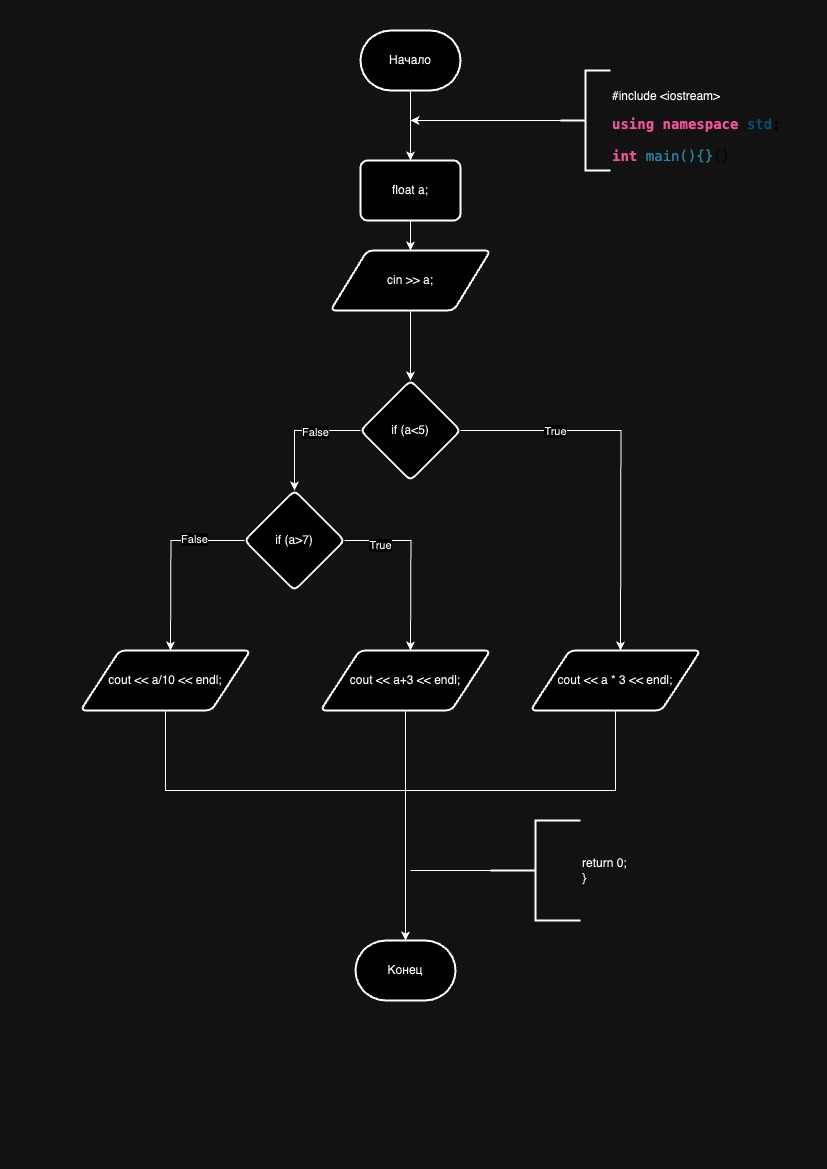 Начало
#include <iostream>
using namespace std;
int main(){}()
float a;
cin >> a;
if (a<5)
False
True
if (a>7)
False
True
cout << a/10 << endl;
cout << a+3 << endl;
cout << a * 3 << endl;
return 0;
}
Конец